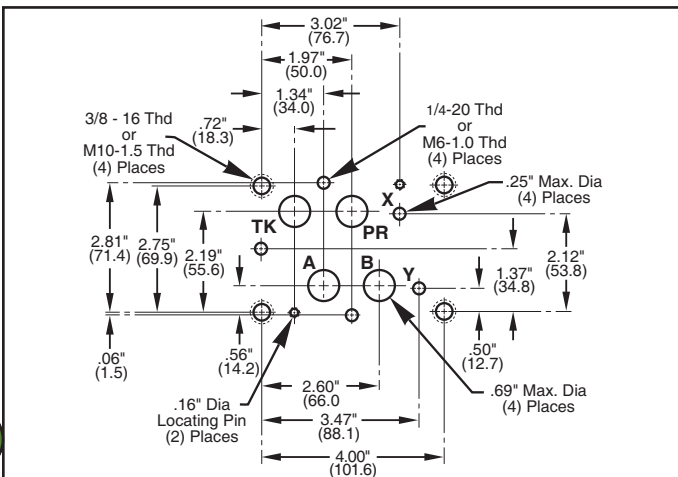 3.02"
(76.7)
1.97"
(50.0)
1.34"
(34.0)
.72"
(18.3)
3/8 - 16 Thd
or
M10-1.5 Thd
(4) Places
1/4-20 Thd
or
M6-1.0 Thd
(4) Places
.25" Max. Dia
(4) Places
X
TK
PR
A
B
Y
2.81"
(71.4)
2.75"
(69.9)
2.19"
(55.6)
1.37"
(34.8)
2.12"
(53.8)
.06"
(1.5)
.56"
(14.2)
.50"
(12.7)
.16" Dia
Locating Pin
(2) Places
2.60"
(66.0
3.47"
(88.1)
4.00"
(101.6)
.69" Max. Dia
(4) Places